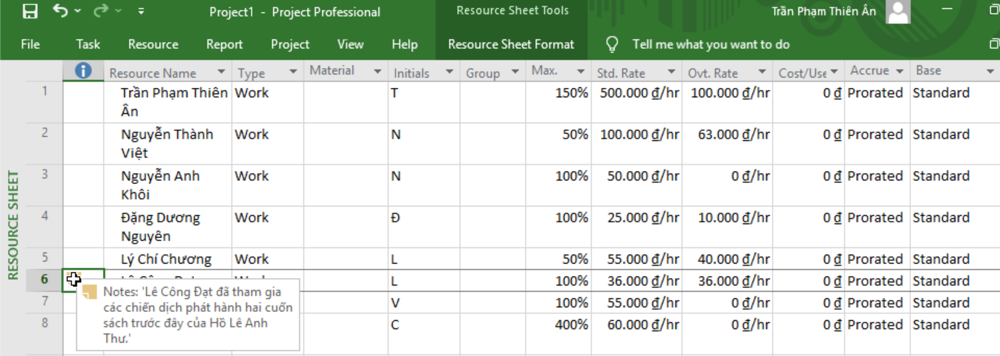 Project1 - Project Professional
Resource Sheet Tools
Trần Phạm Thiên Ân
File Task Resource Report Project View Help Resource Sheet Format Tell me what you want to do
RESOURCE SHEET
Resource Name Type Material Initials Group Max. Std. Rate Ovt. Rate Cost/Use Accrue Base
1 Trần Phạm Thiên Work T 150% 500.000 ₫/hr 100.000 ₫/hr 0 ₫ Prorated Standard
Ân
2 Nguyễn Thành Work N 50% 100.000 ₫/hr 63.000 ₫/hr 0 ₫ Prorated Standard
Việt
3 Nguyễn Anh Work N 100% 50.000 ₫/hr 0 ₫/hr 0 ₫ Prorated Standard
Khôi
4 Đặng Dương Work Đ 100% 25.000 ₫/hr 10.000 ₫/hr 0 ₫ Prorated Standard
Nguyên
5 Lý Chí Chương Work L 50% 55.000 ₫/hr 40.000 ₫/hr 0 ₫ Prorated Standard
6 L 100% 36.000 ₫/hr 36.000 ₫/hr 0 ₫ Prorated Standard
7 V 100% 55.000 ₫/hr 0 ₫/hr 0 ₫ Prorated Standard
8 C 400% 60.000 ₫/hr 0 ₫/hr 0 ₫ Prorated Standard
Notes: 'Lê Công Đạt đã tham gia
các chiến dịch phát hành hai cuốn
sách trước đây của Hồ Lê Anh
Thư.'